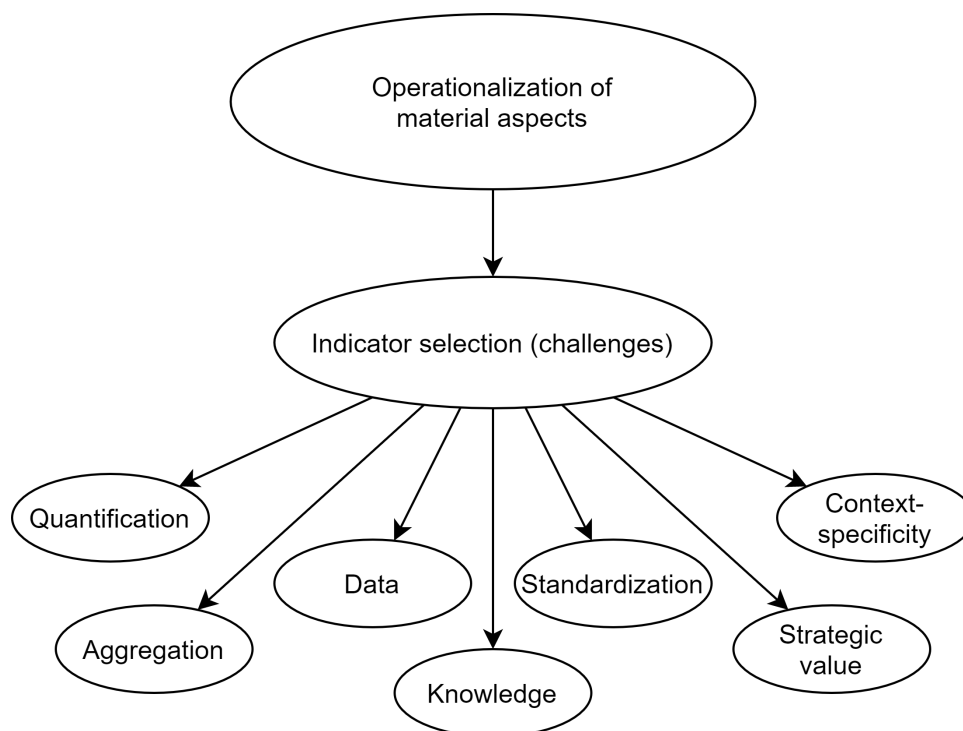 Operationalization of
material aspects
Indicator selection (challenges)
Quantification
Context-
specificity
Data
Standardization
Aggregation
Strategic
value
Knowledge